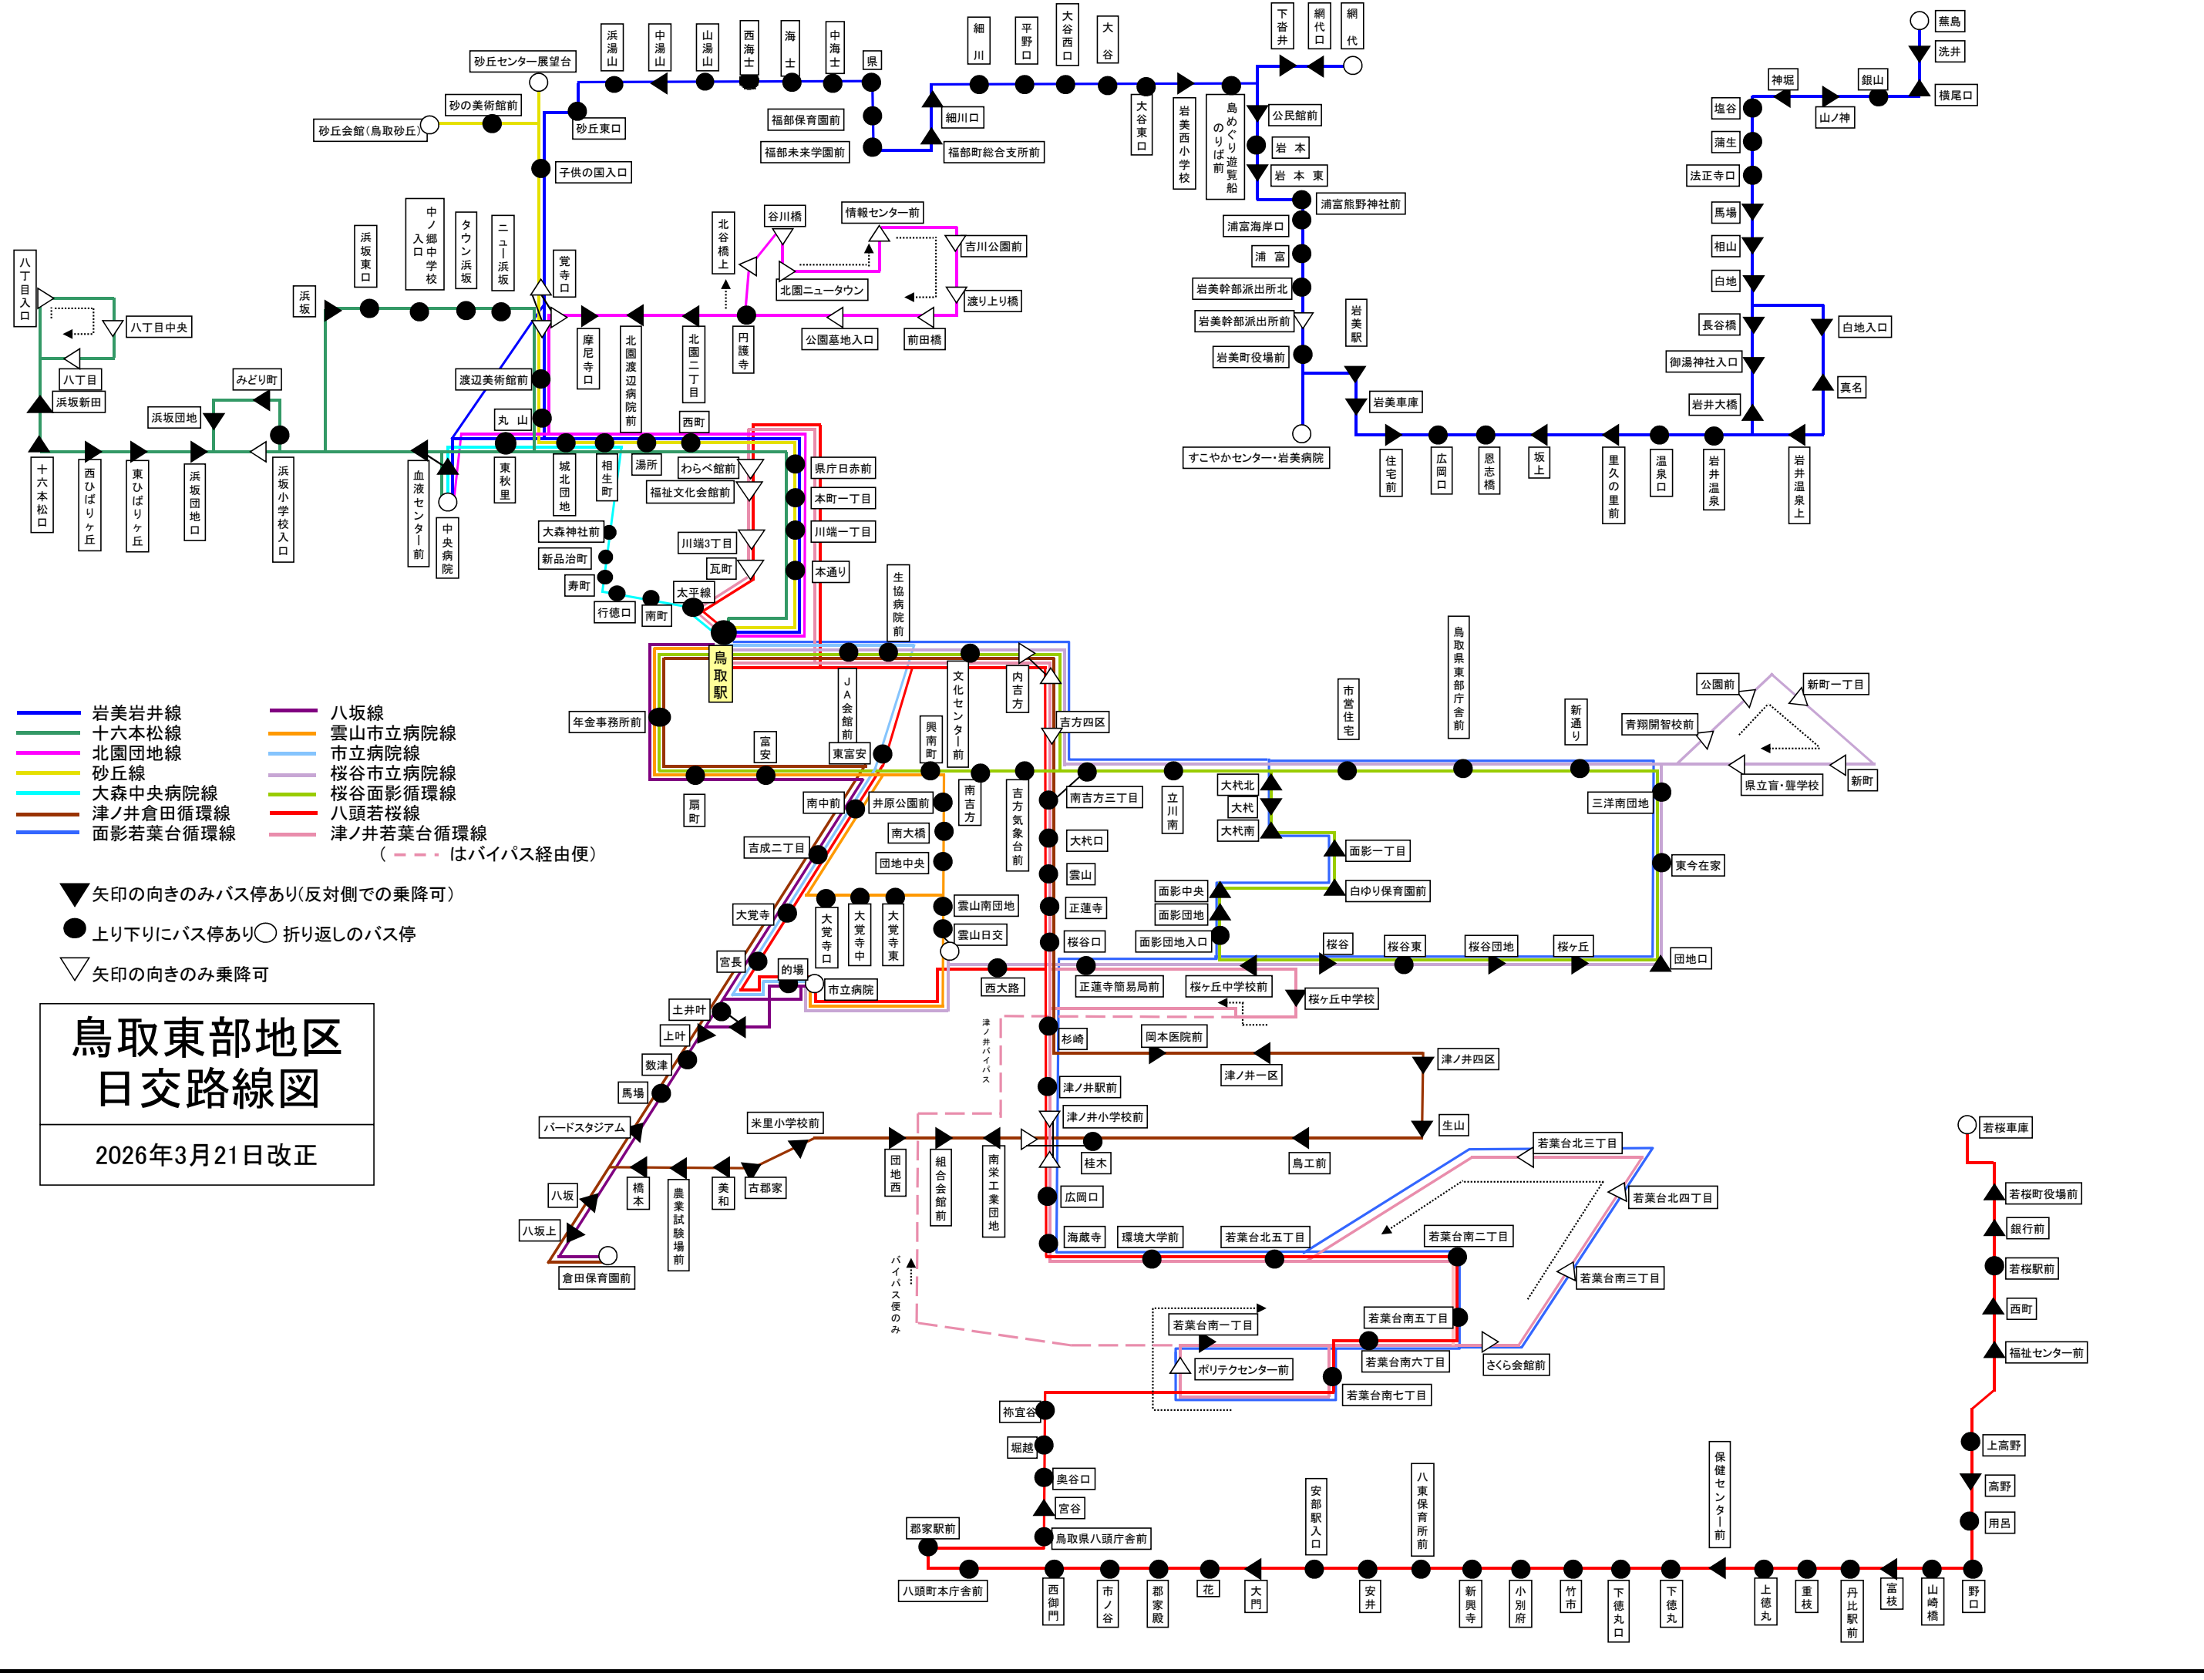 下沓井
網代口
網代
蕪島
洗井
横尾口
銀山
山ノ神
神堀
塩谷
蒲生
法正寺口
馬場
相山
白地
長谷橋
御湯神社入口
岩井大橋
白地入口
真名
浜湯山
中湯山
山湯山
西海士
海士
中海士
県
細川
平野口
大谷西口
大谷
大谷東口
岩美西小学校
島めぐり遊覧船のりば前
公民館前
岩本
岩本東
浦富熊野神社前
浦富海岸口
浦富
岩美幹部派出所北
岩美幹部派出所前
岩美町役場前
岩美駅
岩美車庫
すこやかセンター・岩美病院
住宅前
広岡口
恩志橋
坂上
里久の里前
温泉口
岩井温泉
岩井温泉上
砂丘センター展望台
砂の美術館前
砂丘会館(鳥取砂丘)
砂丘東口
子供の国入口
福部保育園前
福部未来学園前
細川口
福部町総合支所前
八丁目入口
八丁目中央
八丁目
浜坂新田
みどり町
浜坂団地
浜坂
浜坂東口
中ノ郷中学校入口
タウン浜坂
ニュー浜坂
覚寺口
北谷橋上
谷川橋
情報センター前
吉川公園前
北園ニュータウン
渡り上り橋
摩尼寺口
北園渡辺病院前
北園二丁目
円護寺
公園墓地入口
前田橋
渡辺美術館前
丸山
西町
十六本松口
西ひばりヶ丘
東ひばりヶ丘
浜坂団地口
浜坂小学校入口
血液センター前
中央病院
東秋里
城北団地
相生町
湯所
わらべ館前
福祉文化会館前
県庁日赤前
本町一丁目
川端一丁目
本通り
大森神社前
新品治町
寿町
行徳口
南町
太平線
川端3丁目
瓦町
鳥取駅
生協病院前
JA会館前
文化センター前
内吉方
吉方四区
年金事務所前
富安
扇町
東富安
興南町
南吉方
吉方気象台前
南吉方三丁目
立川南
市営住宅
鳥取県東部庁舎前
新通り
公園前
新町一丁目
青翔開智校前
県立盲・聾学校
新町
三洋南団地
東今在家
団地口
大杙北
大杙
大杙南
面影一丁目
白ゆり保育園前
面影中央
面影団地
面影団地入口
桜谷
桜谷東
桜谷団地
桜ヶ丘
南中前
井原公園前
南大橋
団地中央
吉成二丁目
大覚寺
大覚寺口
大覚寺中
大覚寺東
雲山南団地
雲山日交
宮長
的場
市立病院
大杙口
雲山
正蓮寺
桜谷口
西大路
正蓮寺簡易局前
桜ヶ丘中学校前
桜ヶ丘中学校
土井叶
上叶
数津
馬場
バードスタジアム
八坂
八坂上
倉田保育園前
橋本
農業試験場前
美和
古郡家
米里小学校前
団地西
組合会館前
南栄工業団地
津ノ井バイパス
杉崎
岡本医院前
津ノ井一区
津ノ井四区
津ノ井駅前
津ノ井小学校前
桂木
鳥工前
生山
広岡口
海蔵寺
環境大学前
若葉台北五丁目
若葉台北三丁目
若葉台北四丁目
若葉台南二丁目
若葉台南三丁目
若葉台南五丁目
若葉台南一丁目
若葉台南六丁目
さくら会館前
ポリテクセンター前
若葉台南七丁目
バイパス便のみ
祢宜谷
堀越
奥谷口
宮谷
鳥取県八頭庁舎前
郡家駅前
八頭町本庁舎前
西御門
市ノ谷
郡家殿
花
大門
安部駅入口
安井
八東保育所前
新興寺
小別府
竹市
下徳丸口
下徳丸
保健センター前
上徳丸
重枝
丹比駅前
富枝
山崎橋
野口
用呂
高野
上高野
福祉センター前
西町
若桜駅前
銀行前
若桜町役場前
若桜車庫
岩美岩井線
十六本松線
北園団地線
砂丘線
大森中央病院線
津ノ井倉田循環線
面影若葉台循環線
八坂線
雲山市立病院線
市立病院線
桜谷市立病院線
桜谷面影循環線
八頭若桜線
津ノ井若葉台循環線
( はバイパス経由便)
矢印の向きのみバス停あり(反対側での乗降可)
上り下りにバス停あり
折り返しのバス停
矢印の向きのみ乗降可
鳥取東部地区
日交路線図
2026年3月21日改正